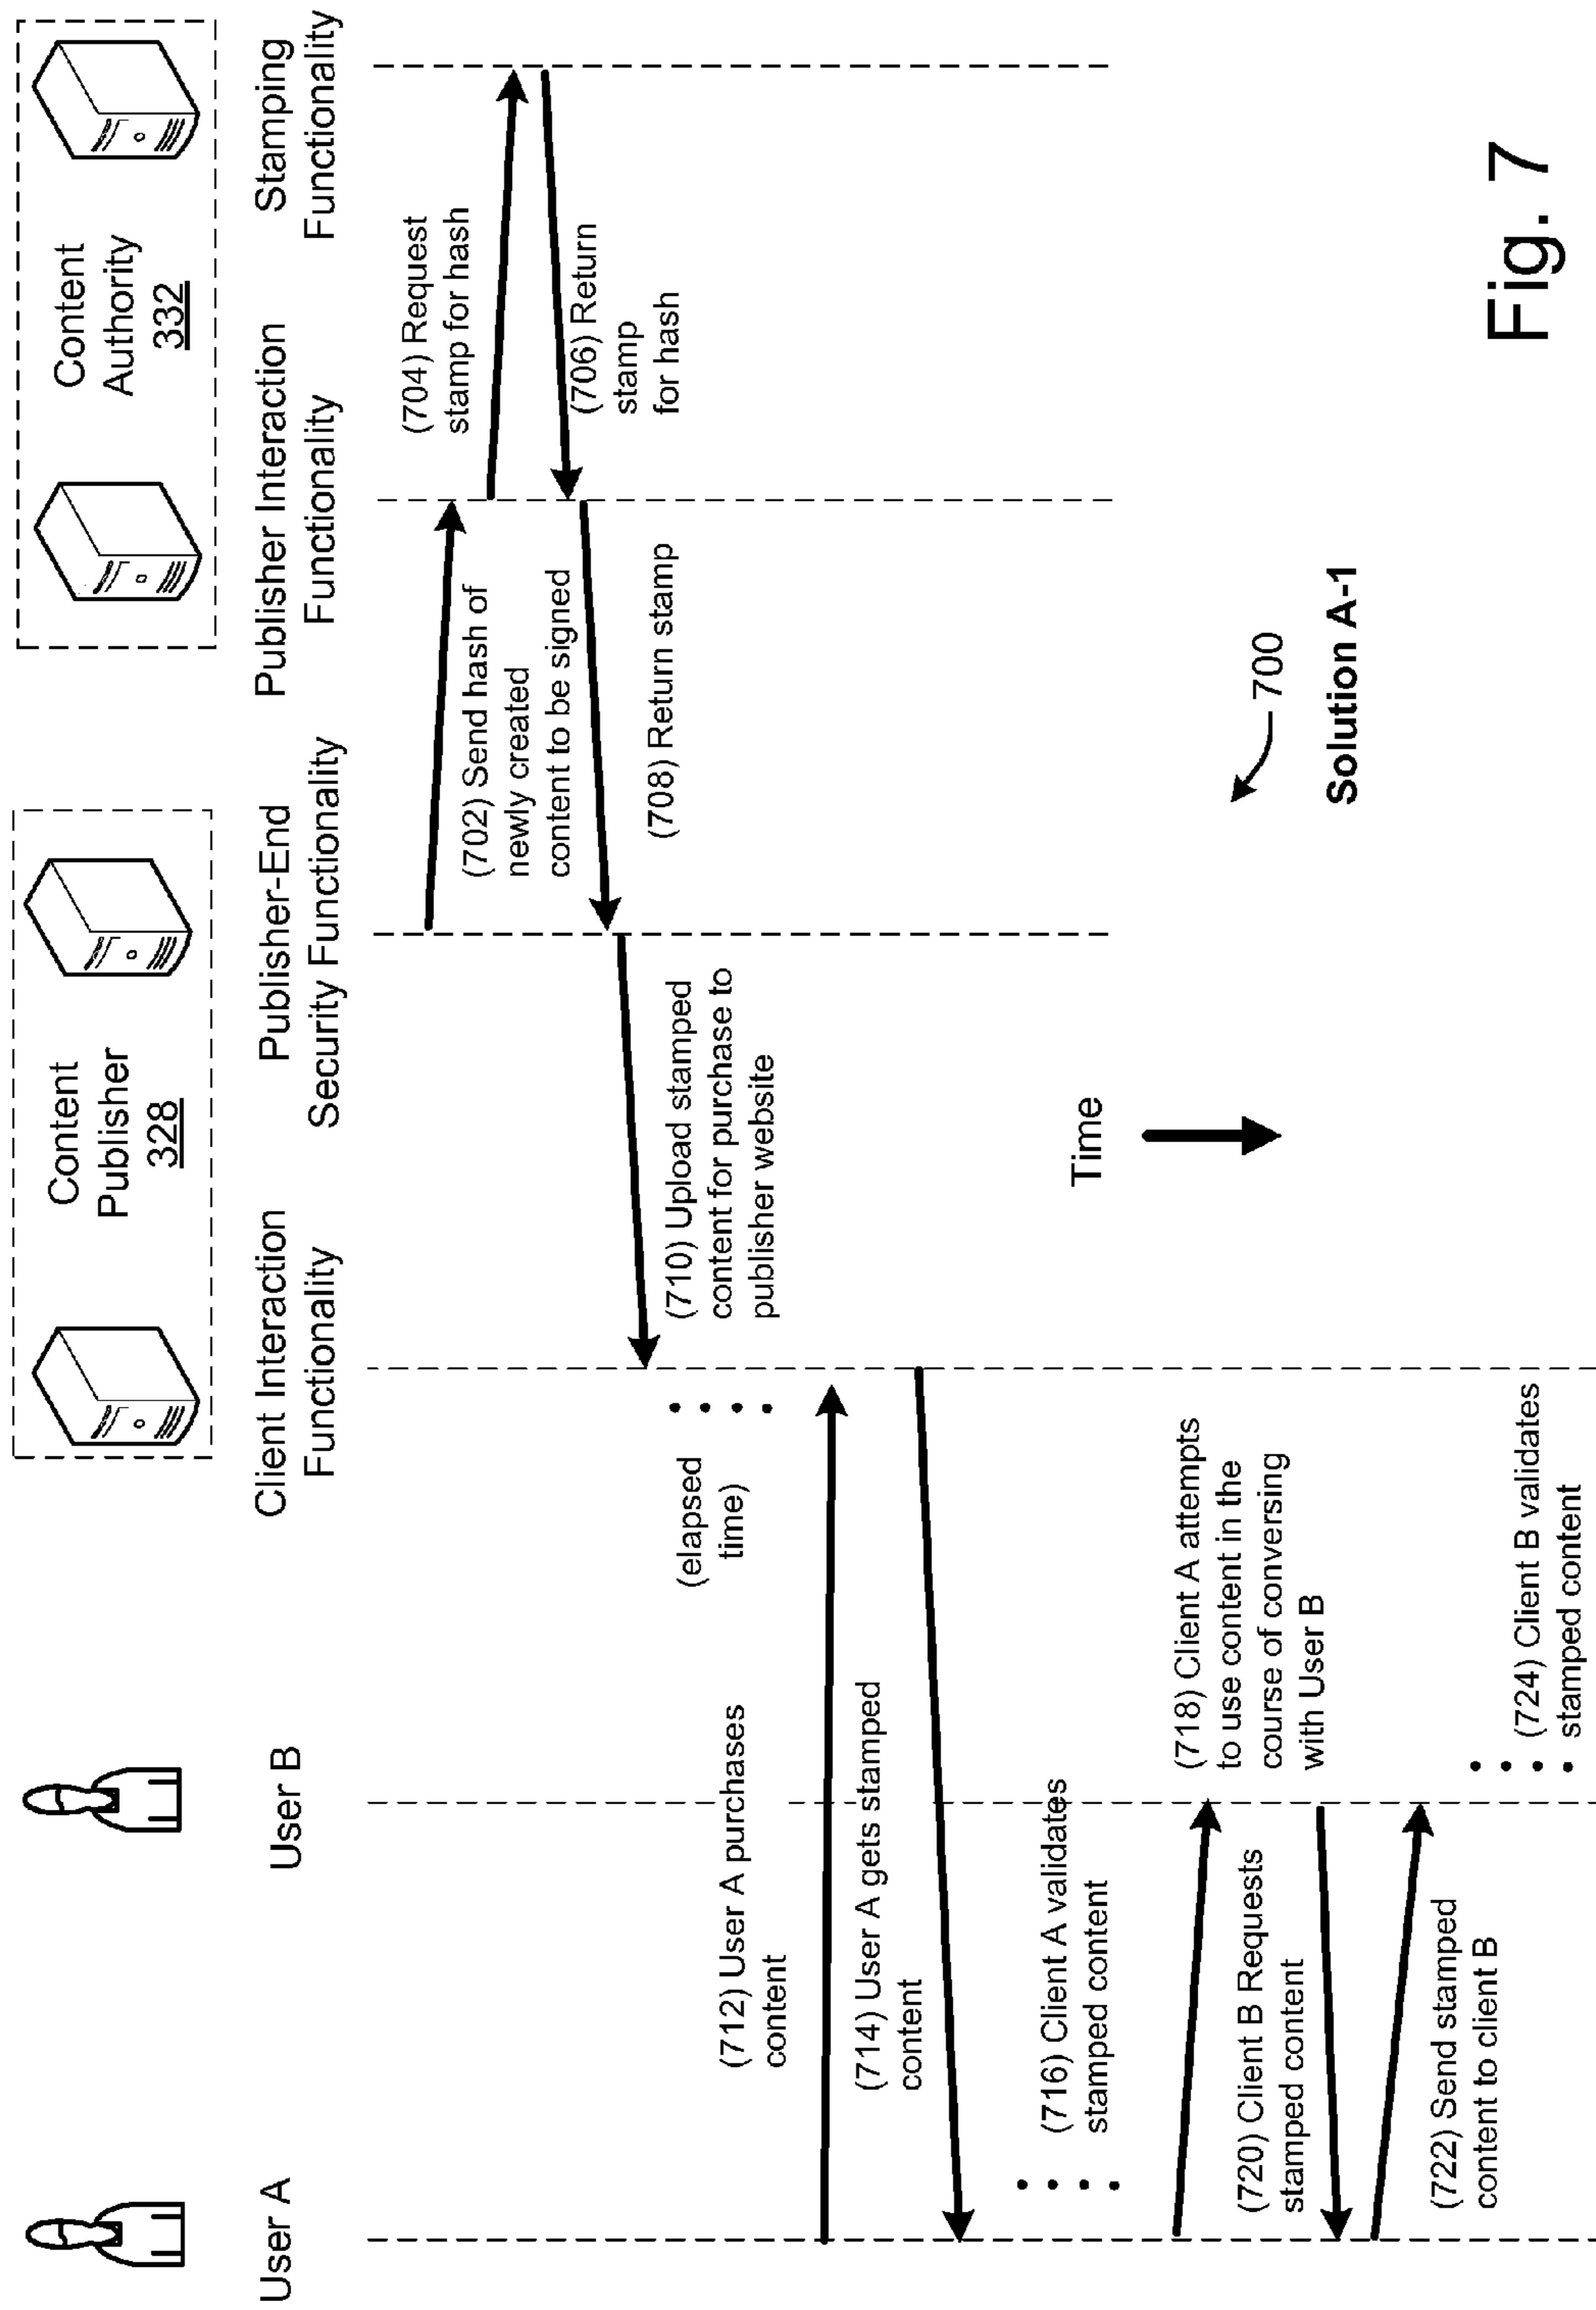 Content
Publisher
328
Content
Authority
332
User A
User B
Client Interaction
Functionality
Publisher-End
Security Functionality
Publisher Interaction
Functionality
Stamping
Functionality
(702) Send hash of
newly created
content to be signed
(704) Request
stamp for hash
(706) Return
stamp
for hash
(708) Return stamp
(710) Upload stamped
content for purchase to
publisher website
(elapsed
time)
(712) User A purchases
content
(714) User A gets stamped
content
(716) Client A validates
stamped content
(718) Client A attempts
to use content in the
course of conversing
with User B
(720) Client B Requests
stamped content
(722) Send stamped
content to client B
(724) Client B validates
stamped content
Time
700
Solution A-1
Fig. 7